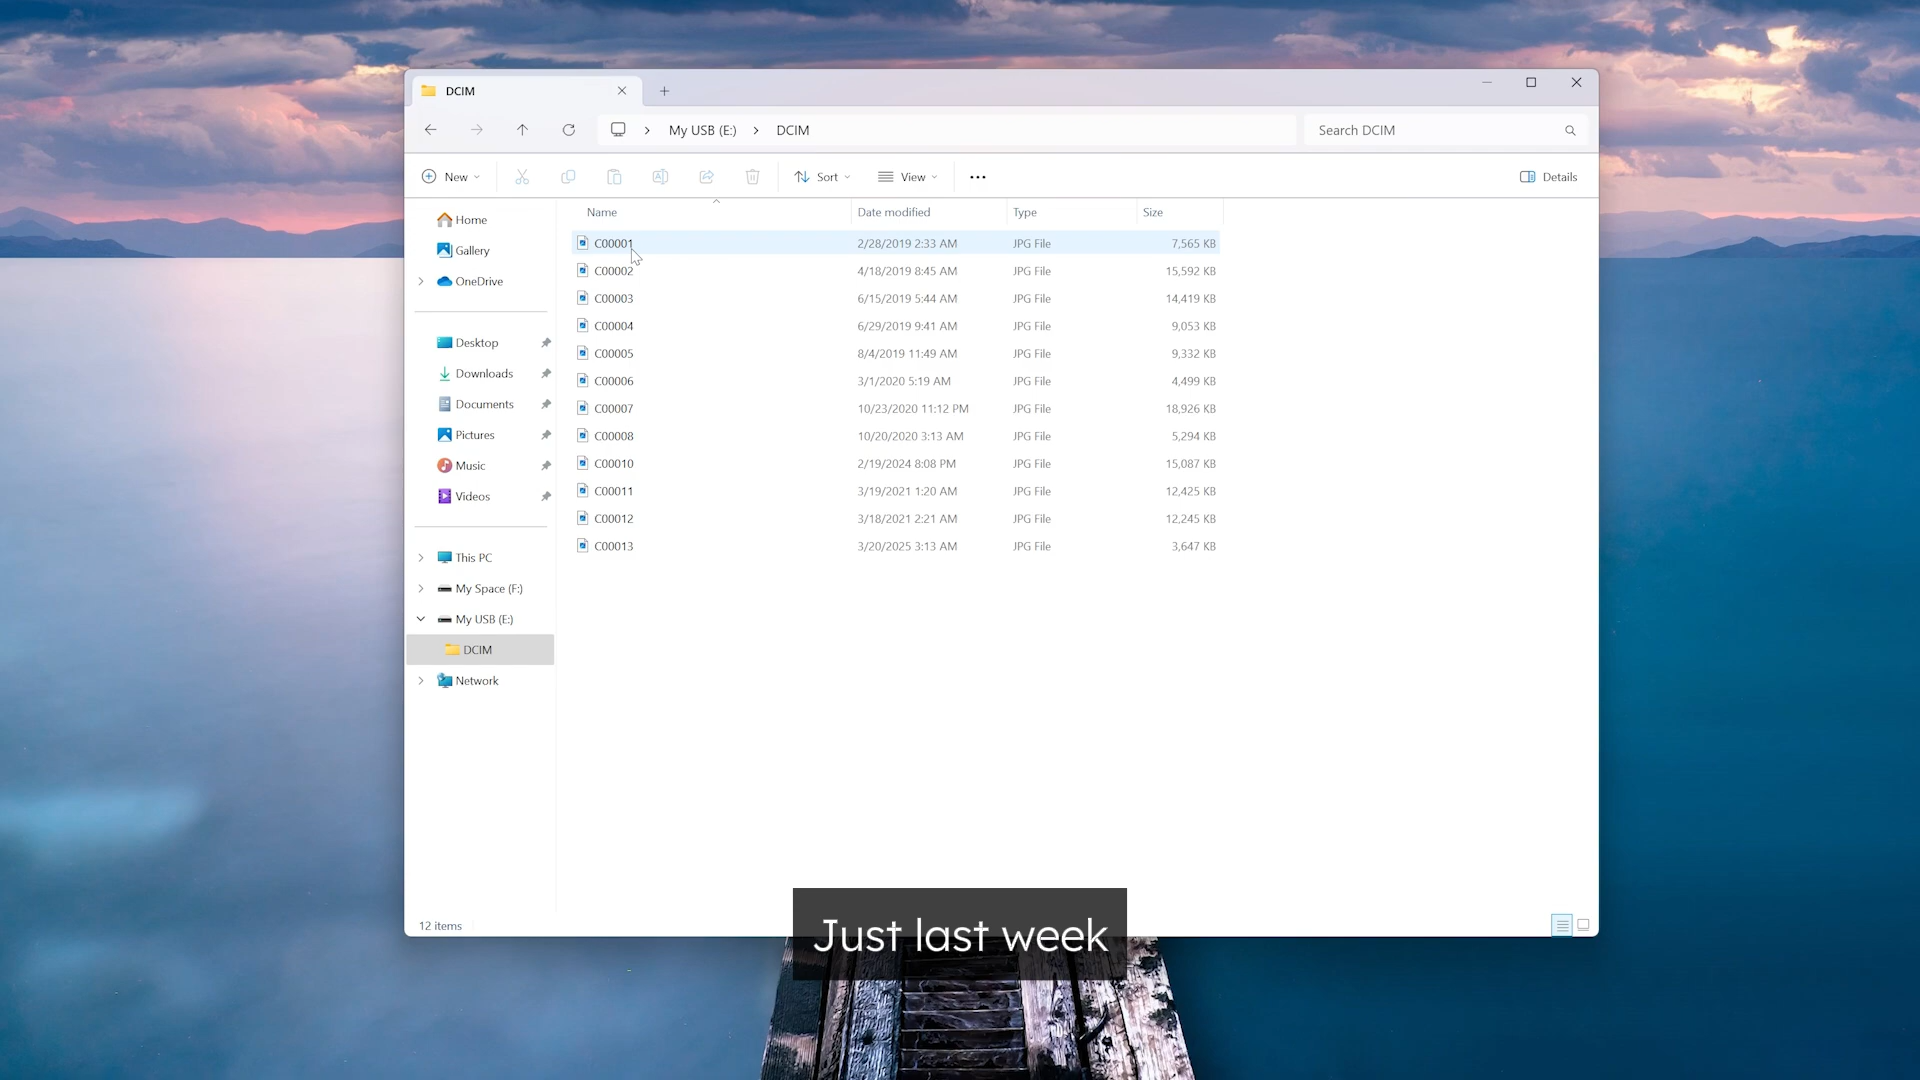 DCIM
My USB (E:) DCIM
Search DCIM
New
Sort
View
Details
Name Date modified Type Size
Home
Gallery
OneDrive
Desktop
Downloads
Documents
Pictures
Music
Videos
This PC
My Space (F:)
My USB (E:)
DCIM
Network
C00001 2/28/2019 2:33 AM JPG File 7,565 KB
C00002 4/18/2019 8:45 AM JPG File 15,592 KB
C00003 6/15/2019 5:44 AM JPG File 14,419 KB
C00004 6/29/2019 9:41 AM JPG File 9,053 KB
C00005 8/4/2019 11:49 AM JPG File 9,332 KB
C00006 3/1/2020 5:19 AM JPG File 4,499 KB
C00007 10/23/2020 11:12 PM JPG File 18,926 KB
C00008 10/20/2020 3:13 AM JPG File 5,294 KB
C00010 2/19/2024 8:08 PM JPG File 15,087 KB
C00011 3/19/2021 1:20 AM JPG File 12,425 KB
C00012 3/18/2021 2:21 AM JPG File 12,245 KB
C00013 3/20/2025 3:13 AM JPG File 3,647 KB
12 items
Just last week